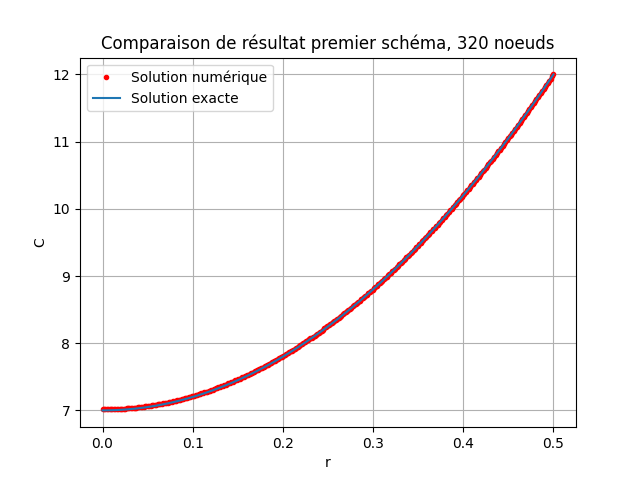 Comparaison de résultat premier schéma, 320 noeuds
Solution numérique
Solution exacte
12
11
10
9
8
7
C
0.0 0.1 0.2 0.3 0.4 0.5
r